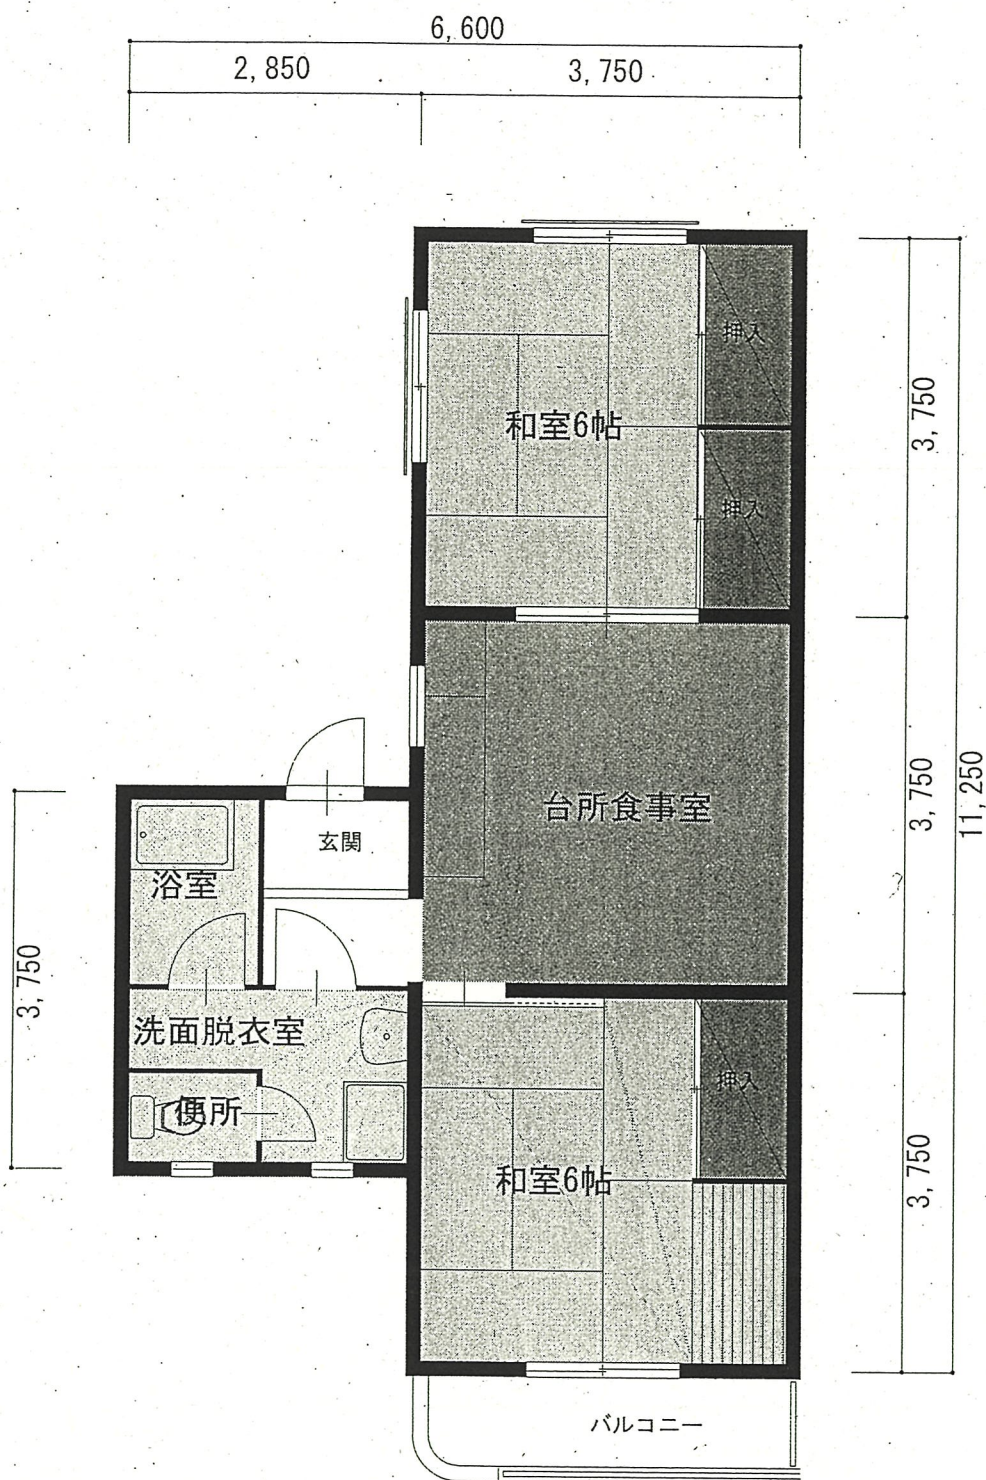 6,600
2,850
3,750
押入
3,750
和室6帖
押入
3,750
11,250
台所食事室
玄関
浴室
3,750
洗面脱衣室
押入
便所
3,750
和室6帖
バルコニー